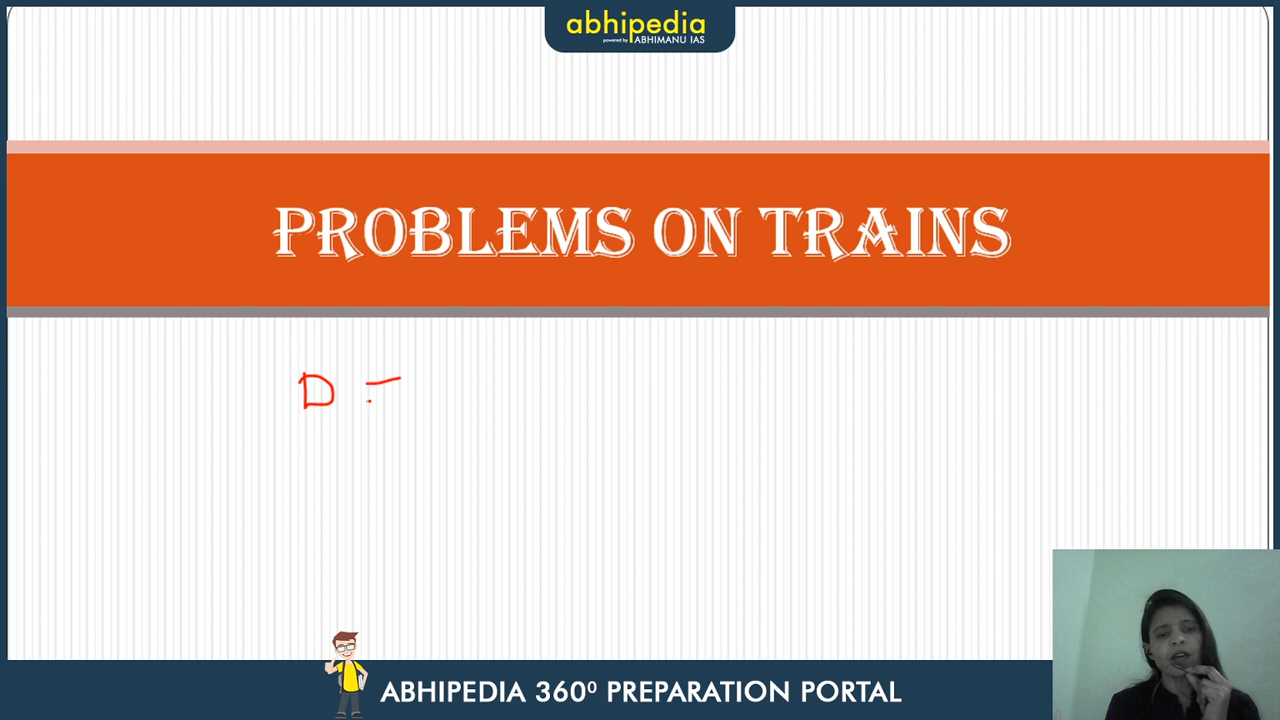 abhipedia
powered by ABHIMANU IAS
PROBLEMS ON TRAINS
D =
ABHIPEDIA 360⁰ PREPARATION PORTAL